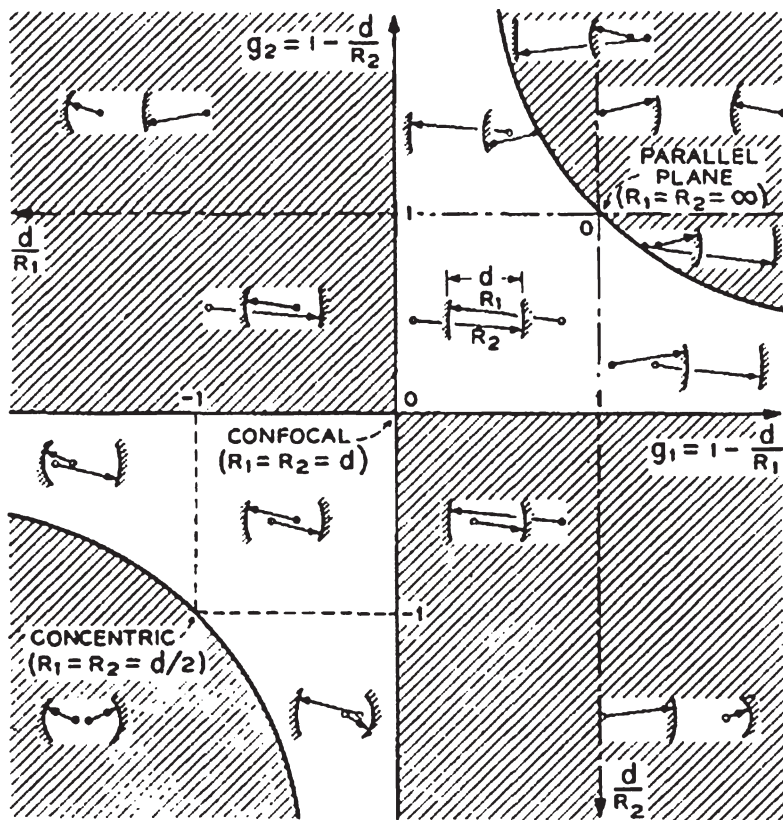 g₂ = 1 - d/R₂
PARALLEL
PLANE
(R₁ = R₂ = ∞)
1
0
d/R₁
d
R₁
R₂
-1
0
1
CONFOCAL
(R₁ = R₂ = d)
g₁ = 1 - d/R₁
-1
CONCENTRIC
(R₁ = R₂ = d/2)
d/R₂